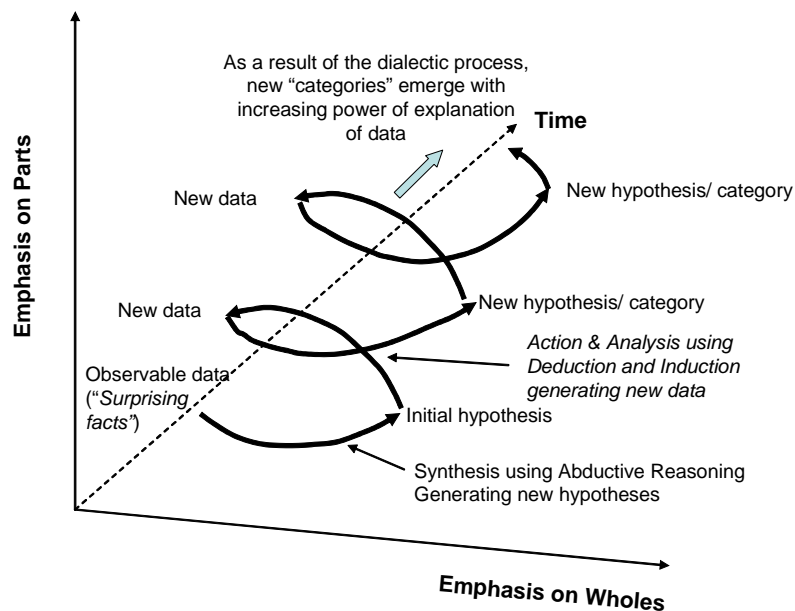 As a result of the dialectic process,
new “categories” emerge with
increasing power of explanation
of data
Time
Emphasis on Parts
New data
New hypothesis/ category
New data
New hypothesis/ category
Action & Analysis using
Deduction and Induction
generating new data
Observable data
(“Surprising
facts”)
Initial hypothesis
Synthesis using Abductive Reasoning
Generating new hypotheses
Emphasis on Wholes